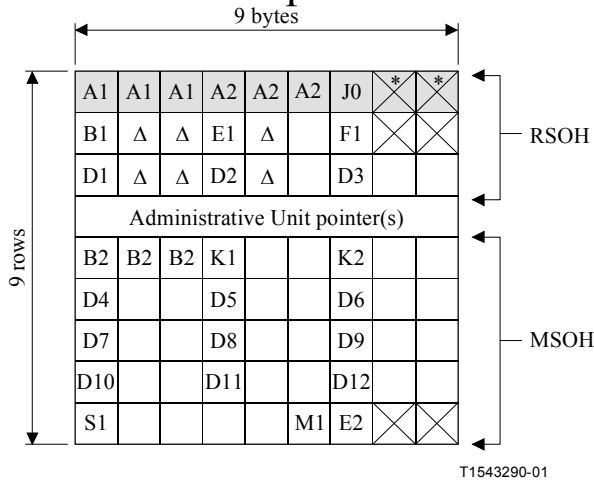 9 bytes
A1 A1 A1 A2 A2 A2 J0 * *
B1 Δ Δ E1 Δ F1
RSOH
D1 Δ Δ D2 Δ D3
Administrative Unit pointer(s)
9 rows
B2 B2 B2 K1 K2
D4 D5 D6
D7 D8 D9
MSOH
D10 D11 D12
S1 M1 E2
T1543290-01